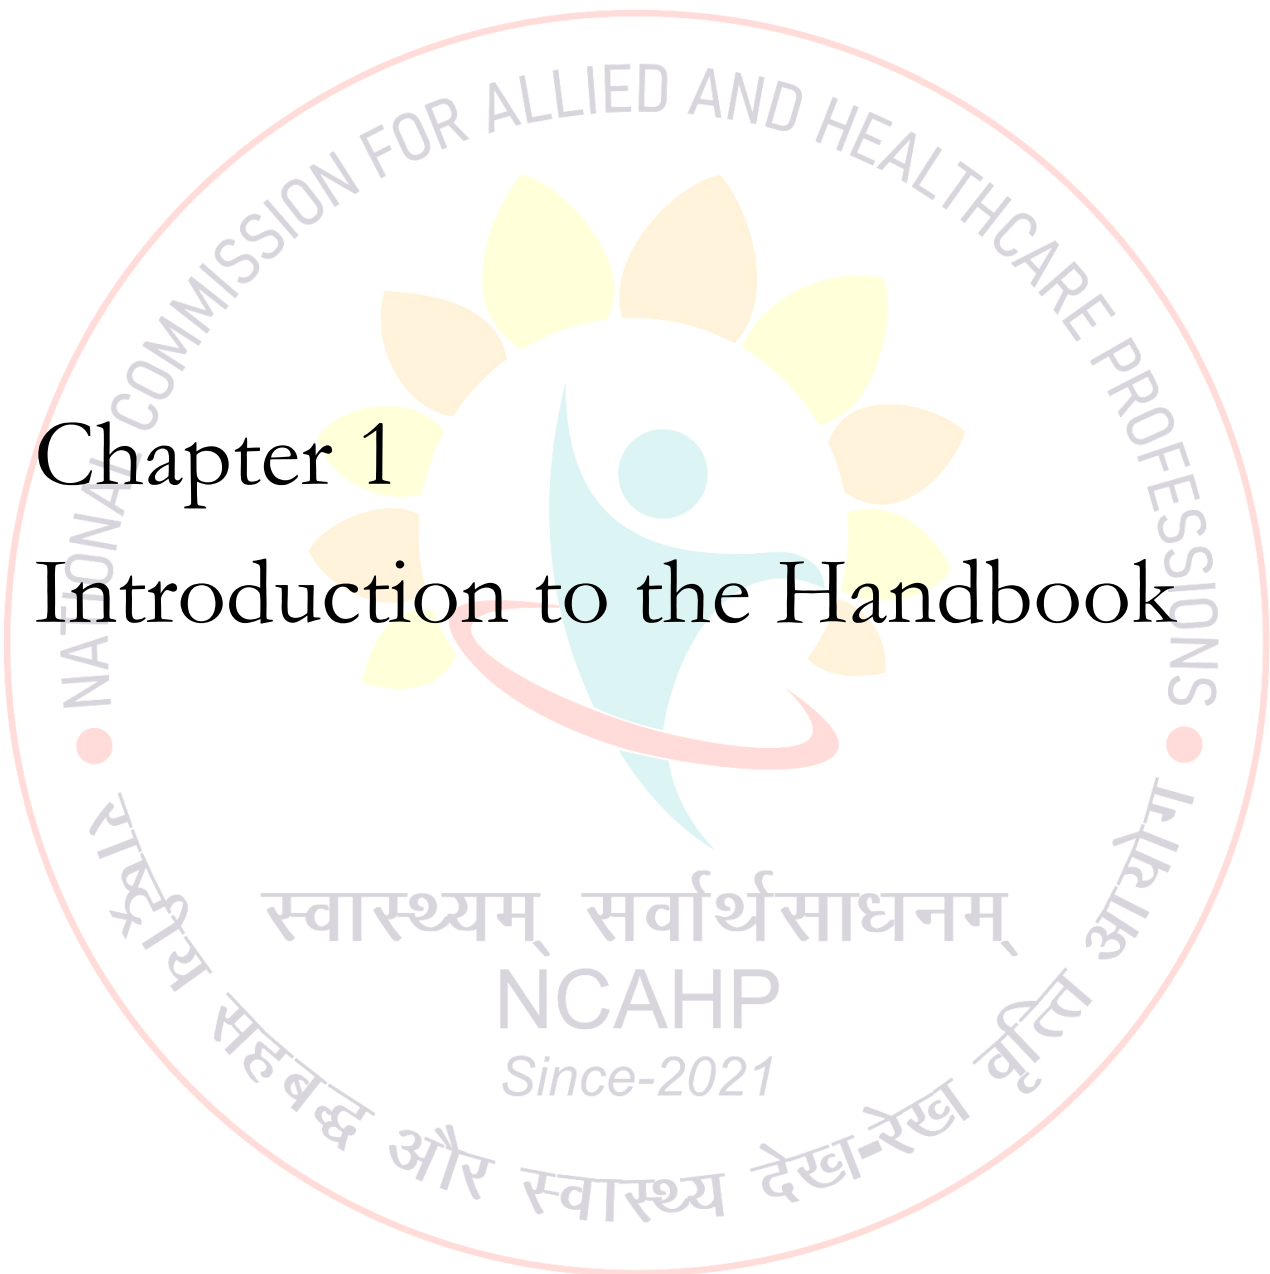 NATIONAL COMMISSION FOR ALLIED AND HEALTHCARE PROFESSIONS
Chapter 1
Introduction to the Handbook
स्वास्थ्यम् सर्वार्थसाधनम्
NCAHP
Since-2021
राष्ट्रीय सहबद्ध और स्वास्थ्य देख-रेख वृत्ति आयोग